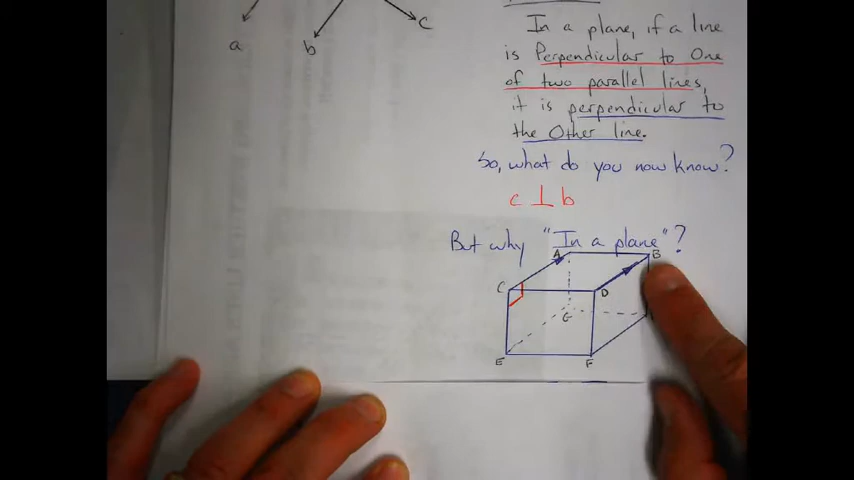 a
b
c
In a plane, if a line
is Perpendicular to One
of two parallel lines,
it is perpendicular to
the Other line.
So, what do you now know?
c ⊥ b
But why "In a plane"?
A
B
C
D
G
E
F